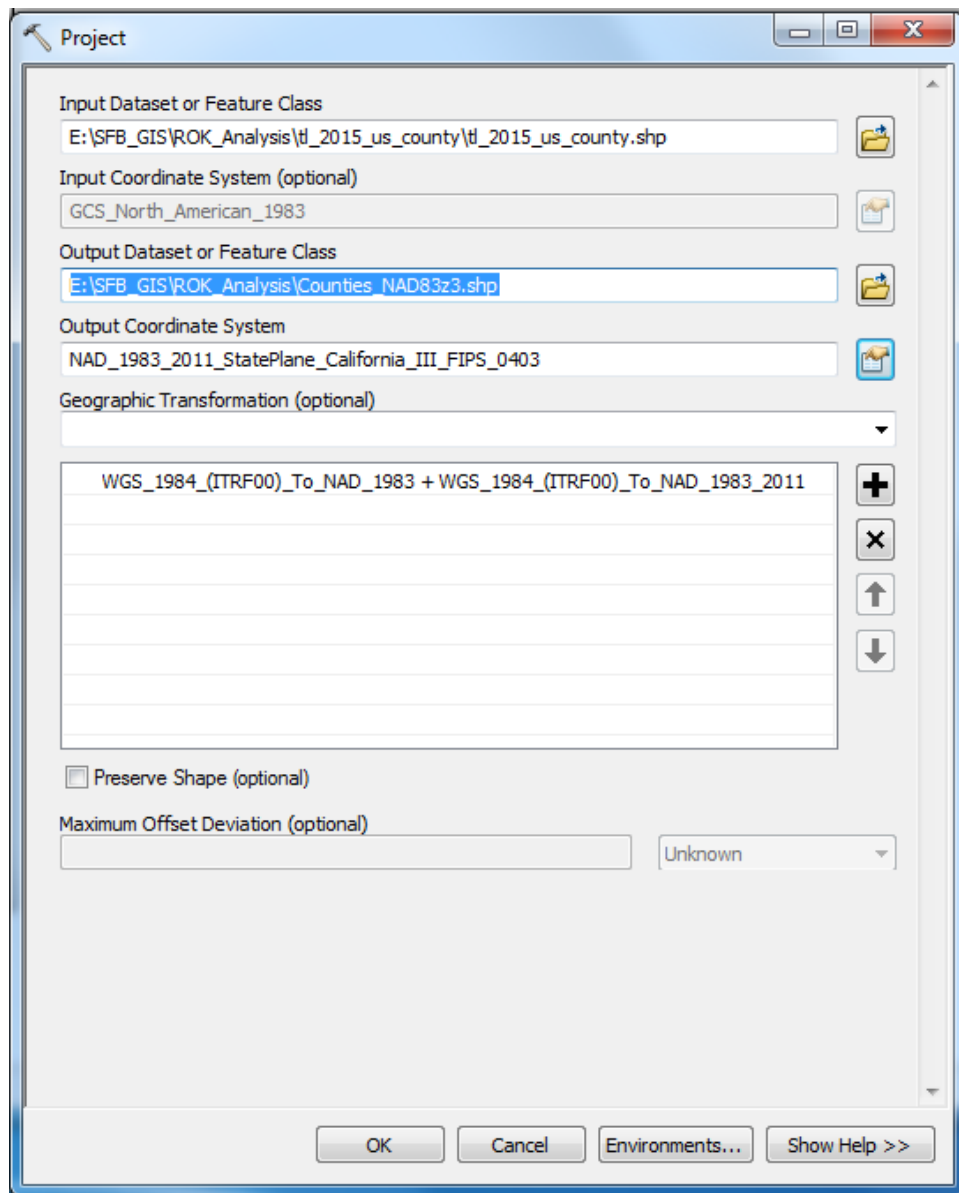 Project
Input Dataset or Feature Class
E:\SFB_GIS\ROK_Analysis\tl_2015_us_county\tl_2015_us_county.shp
Input Coordinate System (optional)
GCS_North_American_1983
Output Dataset or Feature Class
E:\SFB_GIS\ROK_Analysis\Counties_NAD83z3.shp
Output Coordinate System
NAD_1983_2011_StatePlane_California_III_FIPS_0403
Geographic Transformation (optional)
WGS_1984_(ITRF00)_To_NAD_1983 + WGS_1984_(ITRF00)_To_NAD_1983_2011
Preserve Shape (optional)
Maximum Offset Deviation (optional)
Unknown
OK Cancel Environments... Show Help >>